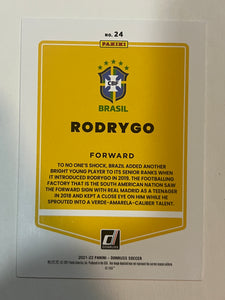 NO. 24
PANINI
CBF
BRASIL
RODRYGO
FORWARD
TO NO ONE'S SHOCK, BRAZIL ADDED ANOTHER
BRIGHT YOUNG PLAYER TO ITS SENIOR RANKS WHEN
IT INTRODUCED RODRYGO IN 2019. THE FOOTBALLING
FACTORY THAT IS THE SOUTH AMERICAN NATION SAW
THE FORWARD SIGN WITH REAL MADRID AS A TEENAGER
IN 2018 AND KEPT A CLOSE EYE ON HIM WHILE HE
SPROUTED INTO A VERDE-AMARELA-CALIBER TALENT.
DONRUSS
2021-22 PANINI - DONRUSS SOCCER